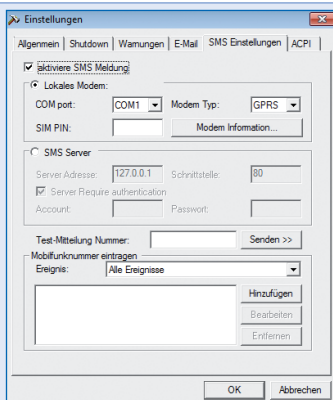 Einstellungen
Allgemein Shutdown Warnungen E-Mail SMS Einstellungen ACPI
aktiviere SMS Meldung
Lokales Modem:
COM port: COM1 Modem Typ: GPRS
SIM PIN: Modem Information...
SMS Server
Server Adresse: 127.0.0.1 Schnittstelle: 80
Server Require authentication
Account: Passwort:
Test-Mitteilung Nummer: Senden >>
Mobilfunknummer eintragen
Ereignis: Alle Ereignisse
Hinzufügen
Bearbeiten
Entfernen
OK Abbrechen